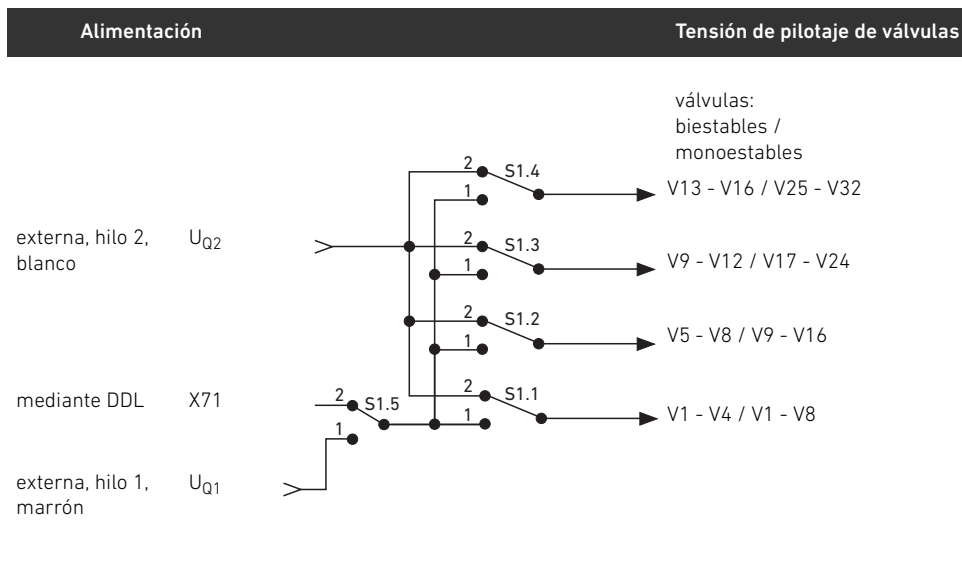 Alimentación
Tensión de pilotaje de válvulas
válvulas:
biestables /
monoestables
2 S1.4
V13 - V16 / V25 - V32
1
externa, hilo 2,
blanco
UQ2
2 S1.3
V9 - V12 / V17 - V24
1
2 S1.2
V5 - V8 / V9 - V16
1
mediante DDL
X71
2 S1.5
1
2 S1.1
V1 - V4 / V1 - V8
1
externa, hilo 1,
marrón
UQ1